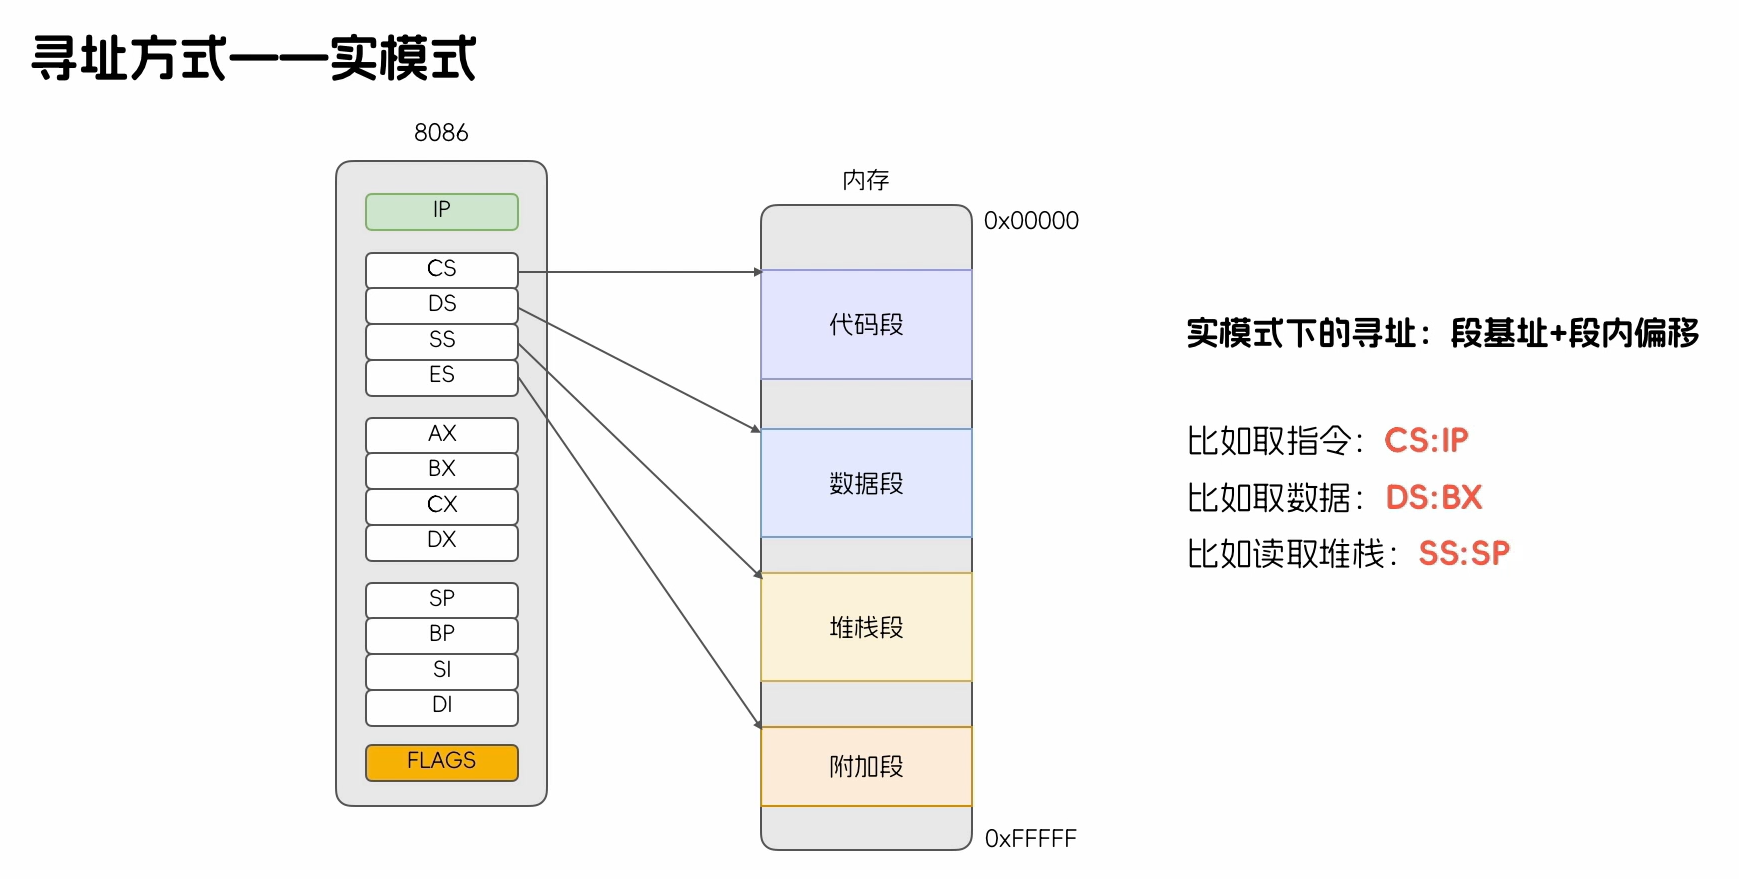 寻址方式——实模式
8086
IP
CS
DS
SS
ES
AX
BX
CX
DX
SP
BP
SI
DI
FLAGS
内存
0x00000
代码段
数据段
堆栈段
附加段
0xFFFFF
实模式下的寻址：段基址+段内偏移
比如取指令：CS:IP
比如取数据：DS:BX
比如读取堆栈：SS:SP